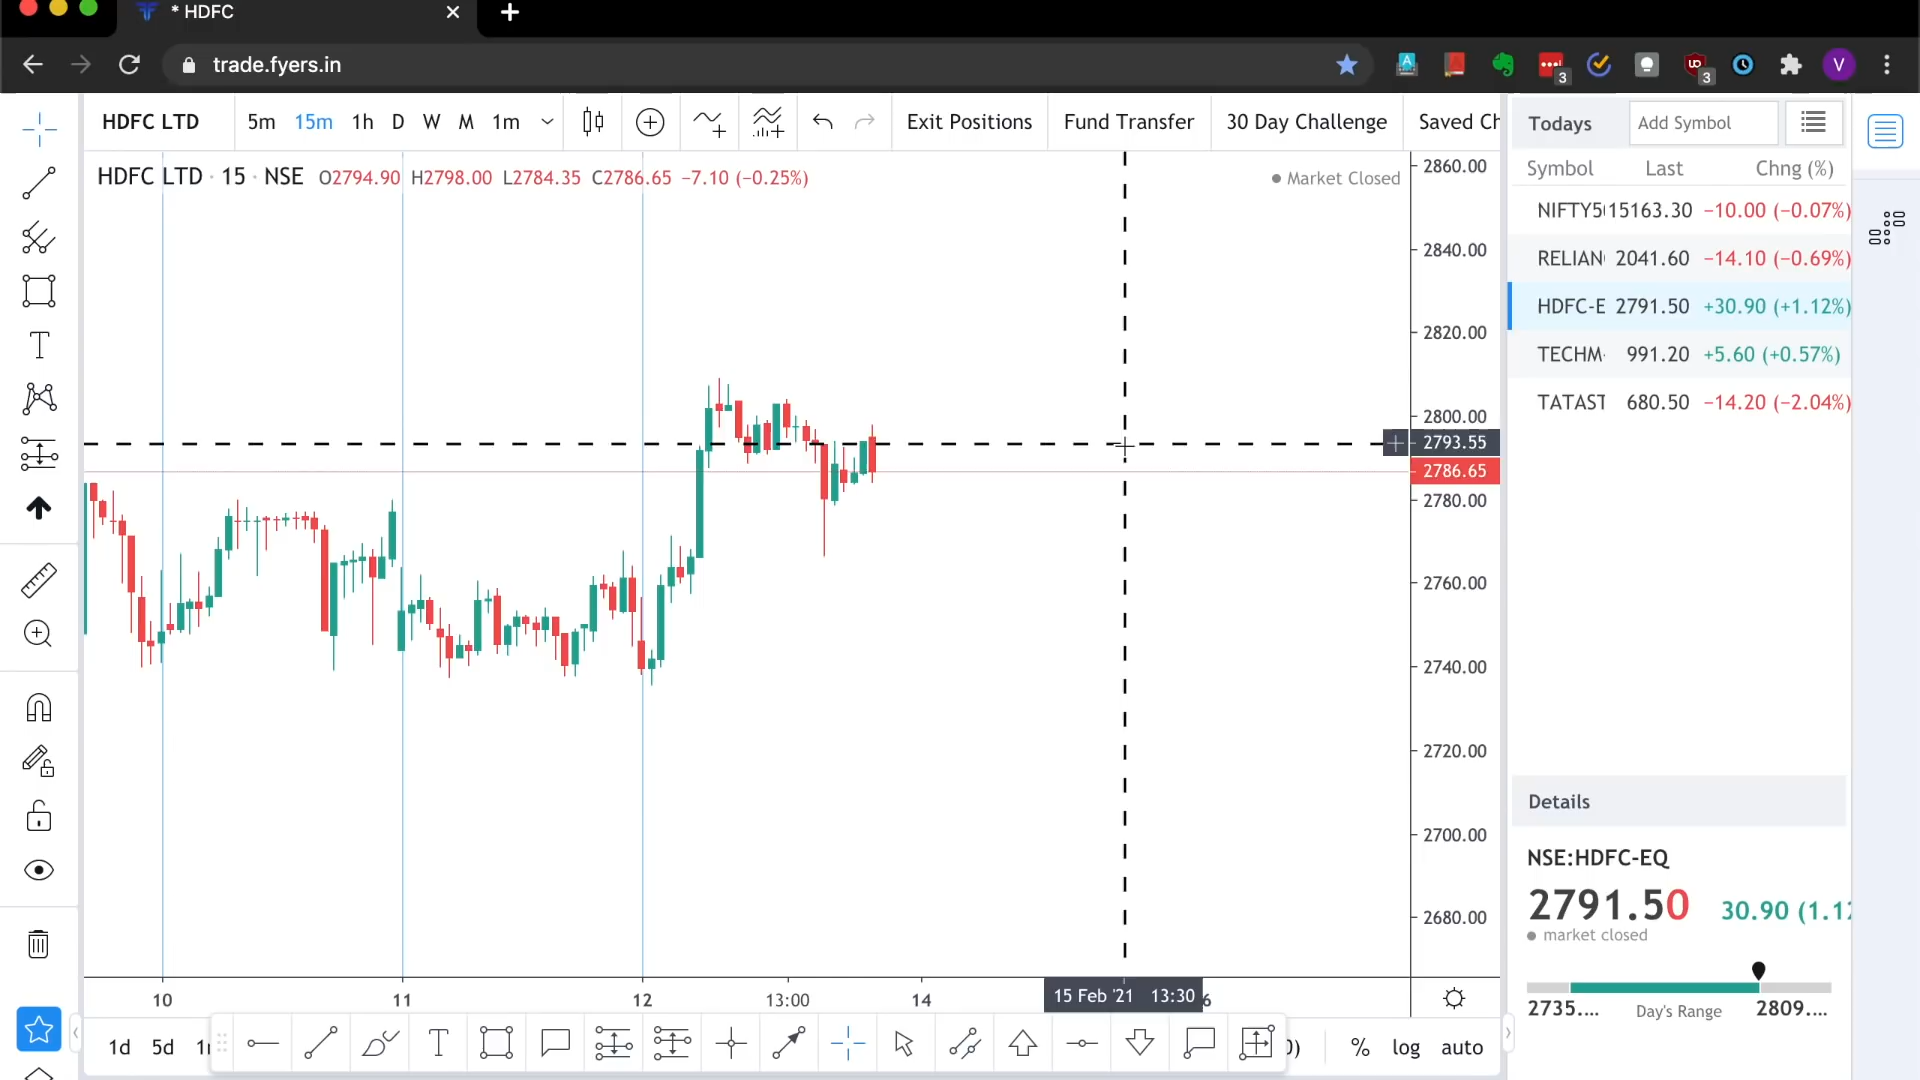 * HDFC
trade.fyers.in
3
3
V
HDFC LTD 5m 15m 1h D W M 1m Exit Positions Fund Transfer 30 Day Challenge Saved Ch
HDFC LTD · 15 · NSE O2794.90 H2798.00 L2784.35 C2786.65 −7.10 (−0.25%)
Market Closed
2860.00
2840.00
2820.00
2800.00
2793.55
2786.65
2780.00
2760.00
2740.00
2720.00
2700.00
2680.00
10 11 12 13:00 14 15 Feb '21 13:30 6
1d 5d % log auto
Todays Add Symbol
Symbol Last Chng (%)
NIFTY5 15163.30 −10.00 (−0.07%)
RELIAN 2041.60 −14.10 (−0.69%)
HDFC-E 2791.50 +30.90 (+1.12%)
TECHM- 991.20 +5.60 (+0.57%)
TATAST 680.50 −14.20 (−2.04%)
Details
NSE:HDFC-EQ
2791.50 30.90 (1.12
market closed
2735.... Day's Range 2809....